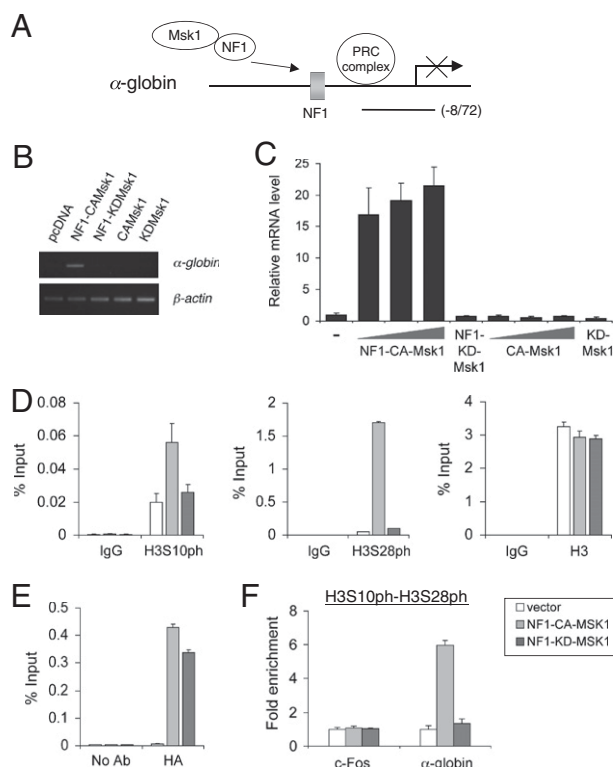 A
Msk1
NF1
PRC
complex
α-globin
NF1
(-8/72)
B
pcDNA
NF1-CAMsk1
NF1-KDMsk1
CAMsk1
KDMsk1
α-globin
β-actin
C
Relative mRNA level
25
20
15
10
5
0
-
NF1-CA-Msk1
NF1-
KD-
Msk1
CA-Msk1
KD-
Msk1
D
% Input
0.08
0.06
0.04
0.02
0
IgG H3S10ph
% Input
2
1.5
1
0.5
0
IgG H3S28ph
% Input
4
3
2
1
0
IgG H3
E
% Input
0.5
0.4
0.3
0.2
0.1
0
No Ab HA
F
H3S10ph-H3S28ph
Fold enrichment
8
6
4
2
0
c-Fos α-globin
vector
NF1-CA-MSK1
NF1-KD-MSK1